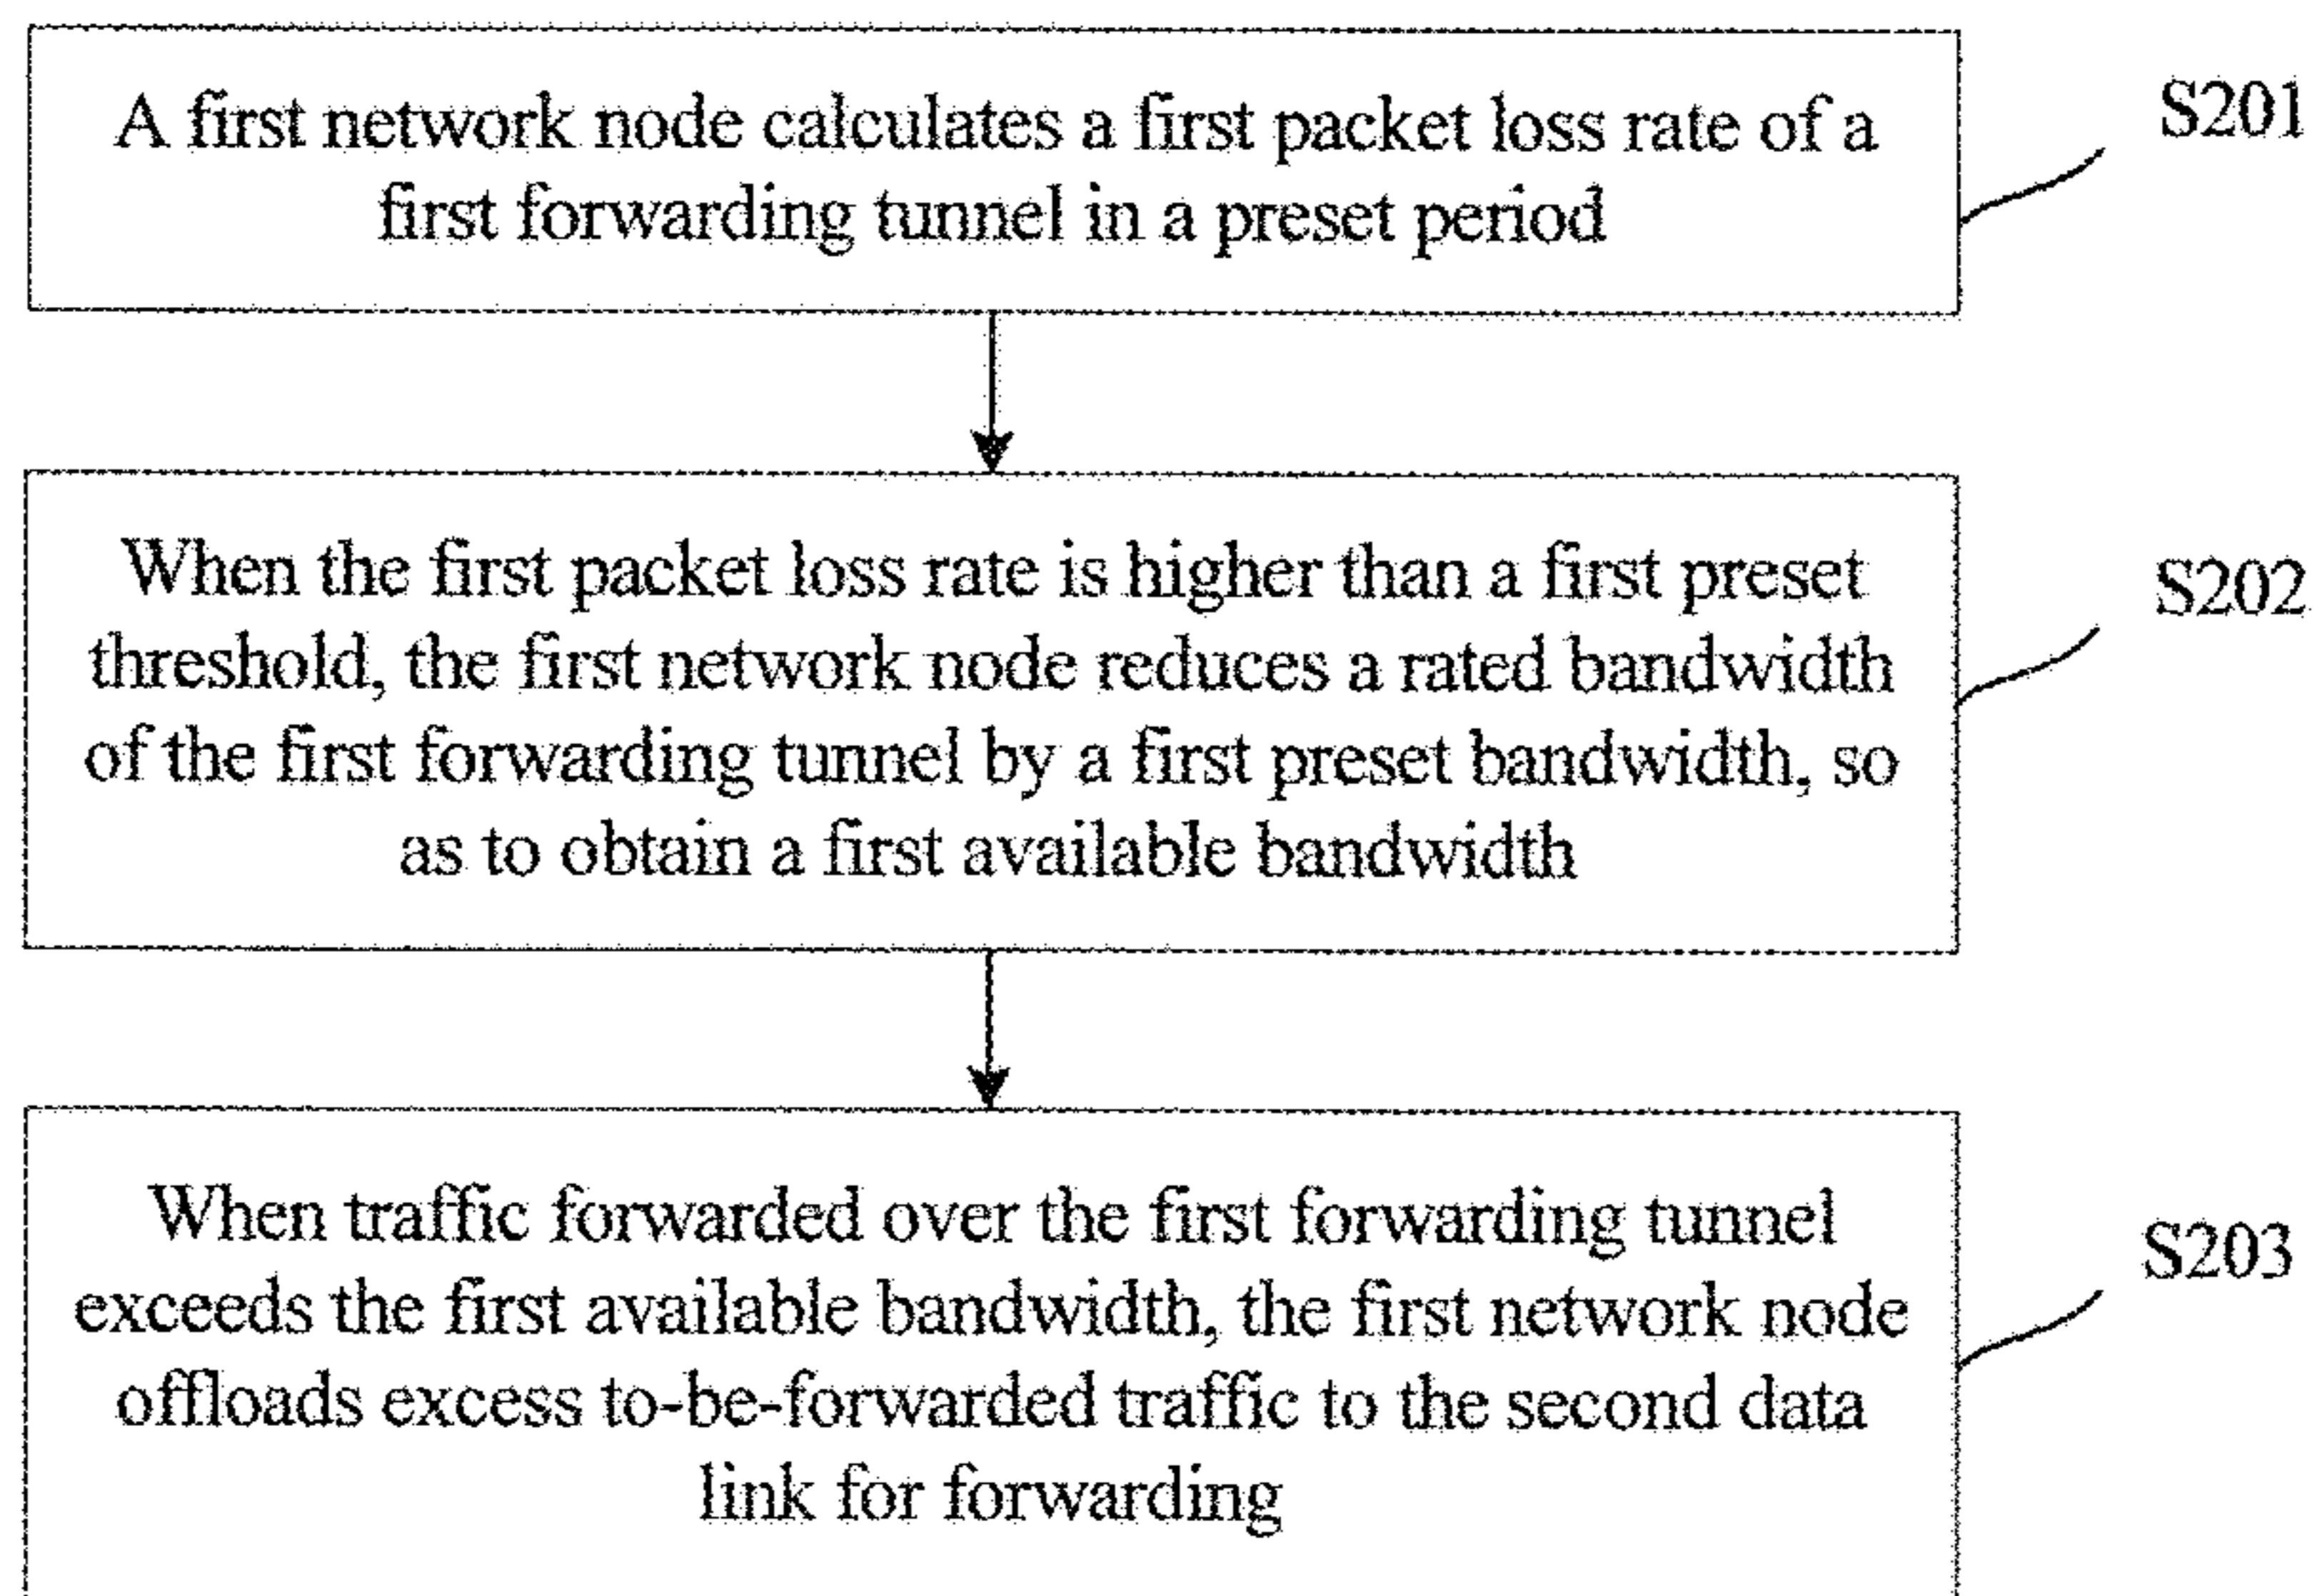 A first network node calculates a first packet loss rate of a
first forwarding tunnel in a preset period
S201
When the first packet loss rate is higher than a first preset
threshold, the first network node reduces a rated bandwidth
of the first forwarding tunnel by a first preset bandwidth, so
as to obtain a first available bandwidth
S202
When traffic forwarded over the first forwarding tunnel
exceeds the first available bandwidth, the first network node
offloads excess to-be-forwarded traffic to the second data
link for forwarding
S203